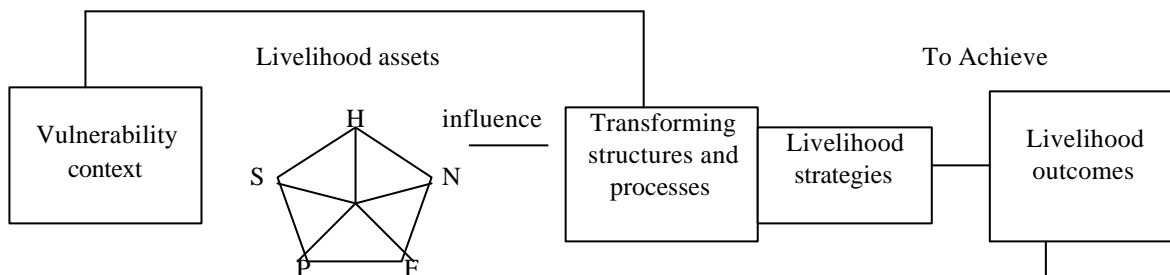 Livelihood assets
To Achieve
Vulnerability
context
H
S
N
P
F
influence
Transforming
structures and
processes
Livelihood
strategies
Livelihood
outcomes